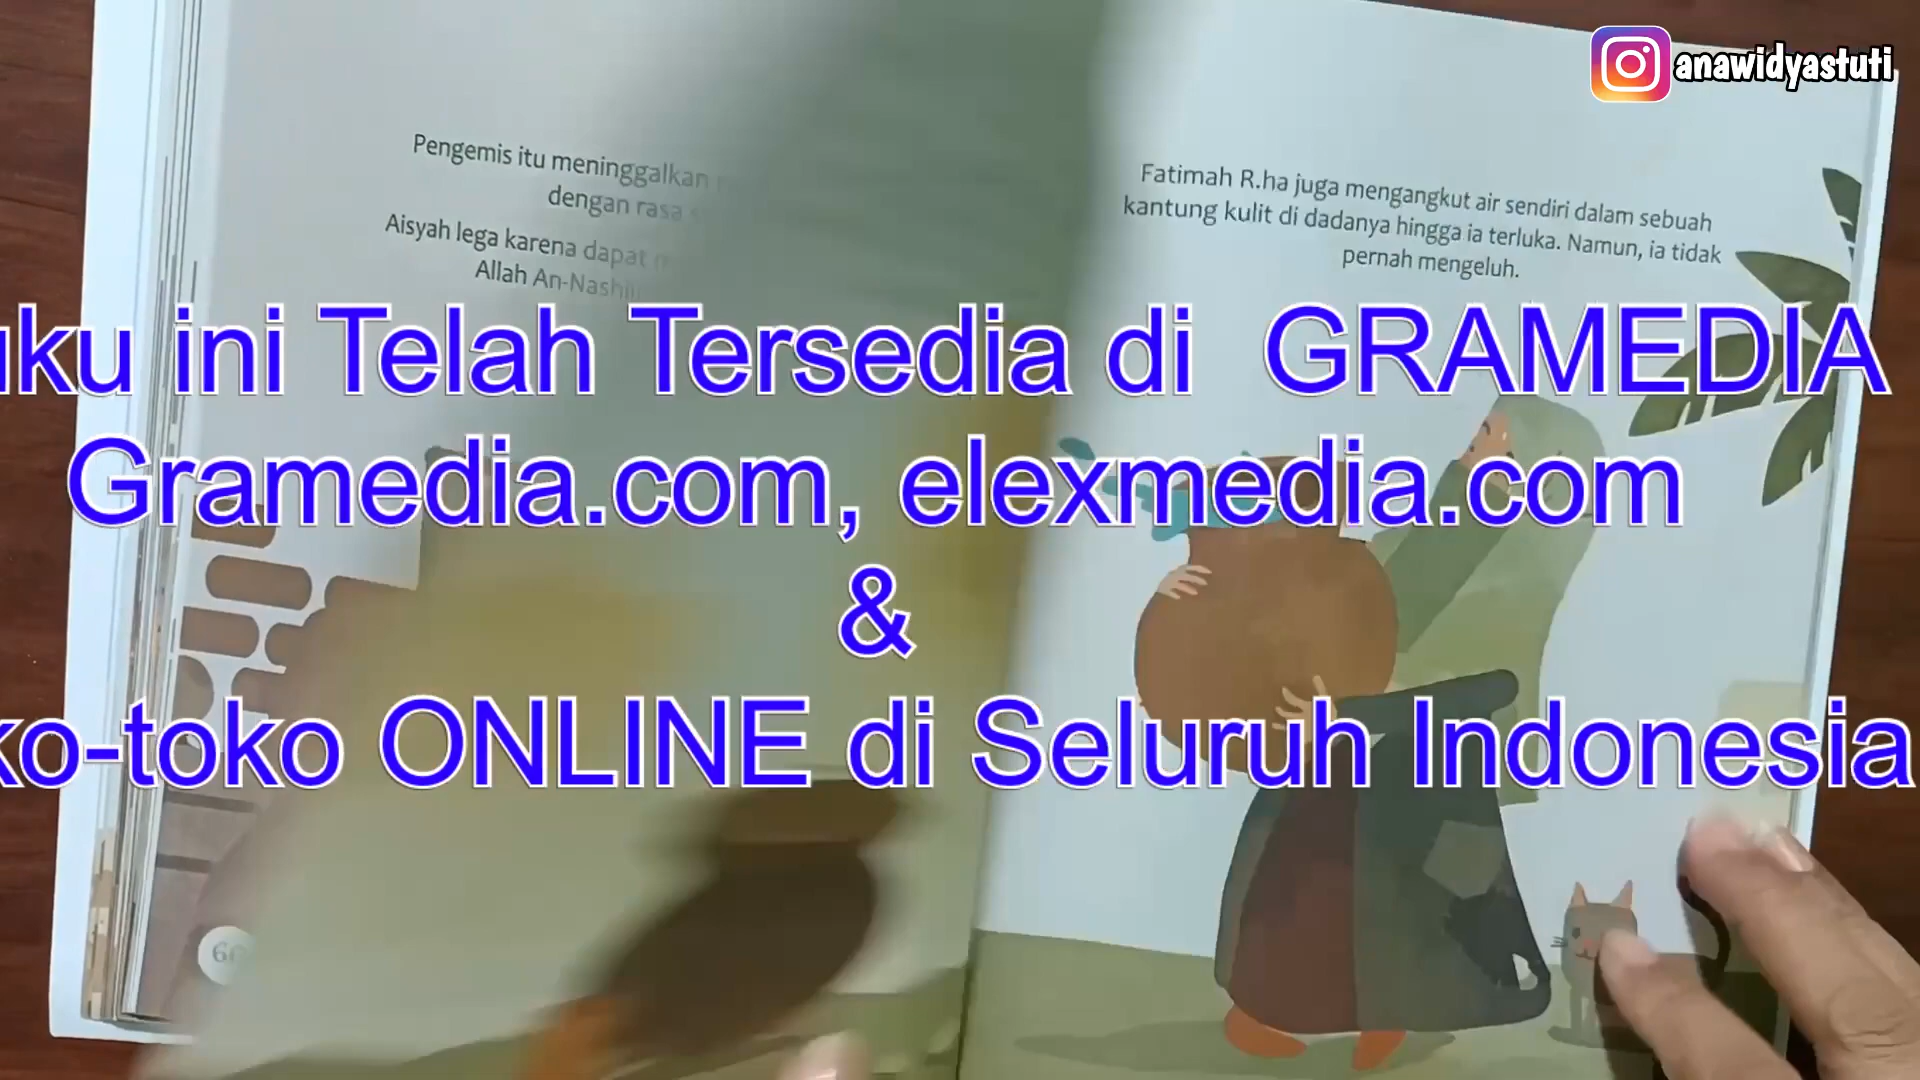 anawidyastuti
Pengemis itu meninggalkan
dengan rasa
Aisyah lega karena dapat
Allah An-Nashii
Fatimah R.ha juga mengangkut air sendiri dalam sebuah
kantung kulit di dadanya hingga ia terluka. Namun, ia tidak
pernah mengeluh.
uku ini Telah Tersedia di GRAMEDIA
Gramedia.com, elexmedia.com
&
ko-toko ONLINE di Seluruh Indonesia